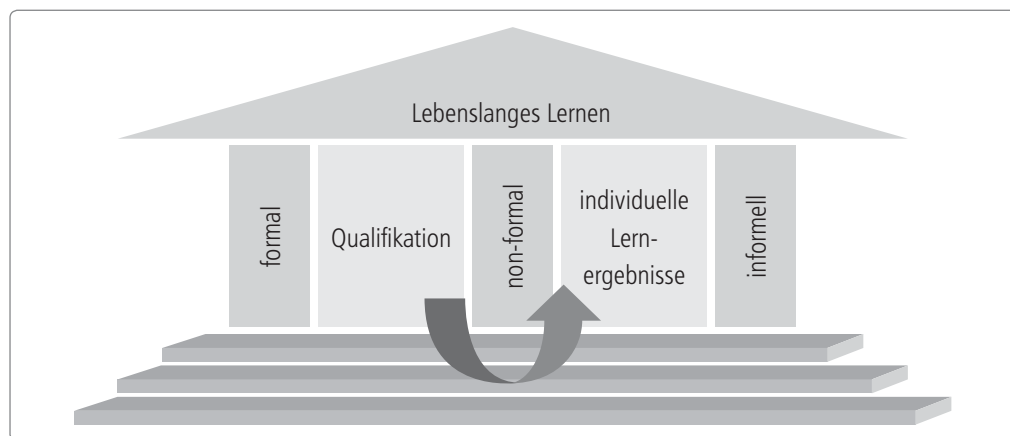 Lebenslanges Lernen
formal
Qualifikation
non-formal
individuelle
Lern-
ergebnisse
informell